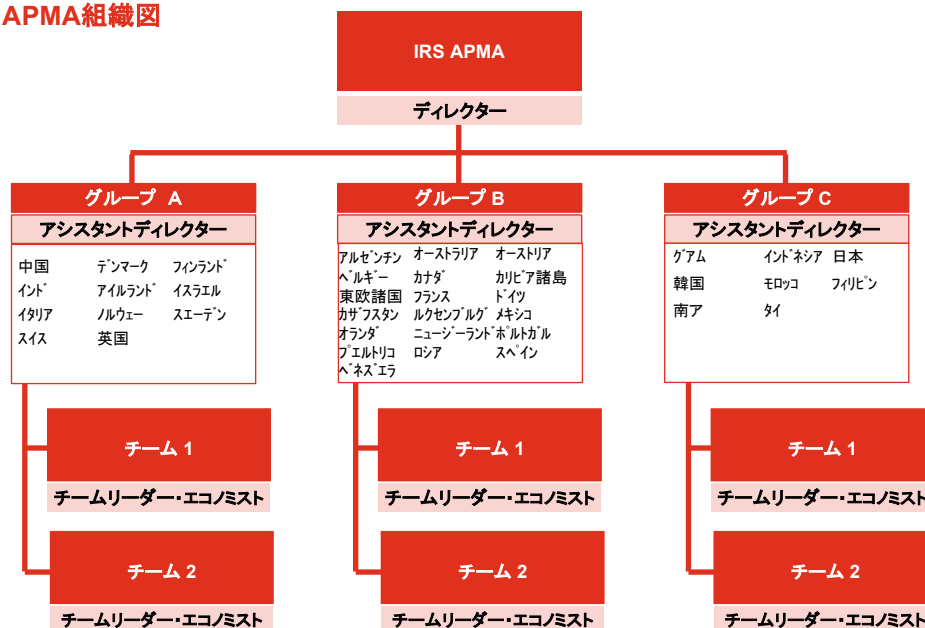 APMA組織図
IRS APMA
ディレクター
グループ A
アシスタントディレクター
中国 デンマーク フィンランド
インド アイルランド イスラエル
イタリア ノルウェー スエーデン
スイス 英国
チーム 1
チームリーダー・エコノミスト
チーム 2
チームリーダー・エコノミスト
グループ B
アシスタントディレクター
アルゼンチン オーストラリア オーストリア
ベルギー カナダ カリビア諸島
東欧諸国 フランス ドイツ
カザフスタン ルクセンブルグ メキシコ
オランダ ニュージーランド ポルトガル
プエルトリコ ロシア スペイン
ベネズエラ
チーム 1
チームリーダー・エコノミスト
チーム 2
チームリーダー・エコノミスト
グループ C
アシスタントディレクター
グアム インドネシア 日本
韓国 モロッコ フィリピン
南ア タイ
チーム 1
チームリーダー・エコノミスト
チーム 2
チームリーダー・エコノミスト